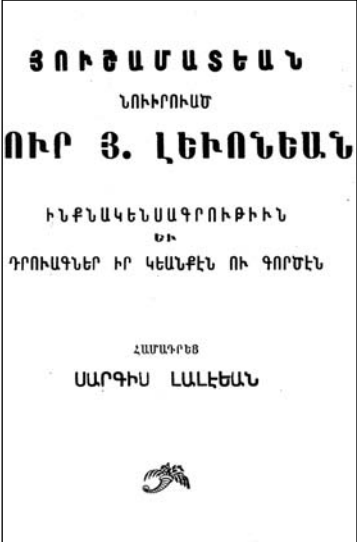 ՅՈՒՇԱՄԱՏԵԱՆ
ՆՈՒԻՐՈՒԱԾ
ՈՒՐ Յ. ԼԵՒՈՆԵԱՆ
ԻՆՔՆԱԿԵՆՍԱԳՐՈՒԹԻՒՆ
ԵՒ
ԴՐՈՒԱԳՆԵՐ ԻՐ ԿԵԱՆՔԷՆ ՈՒ ԳՈՐԾԷՆ
ՀԱՄԱԴՐԵՑ
ՍԱՐԳԻՍ ԼԱԼԷԵԱՆ